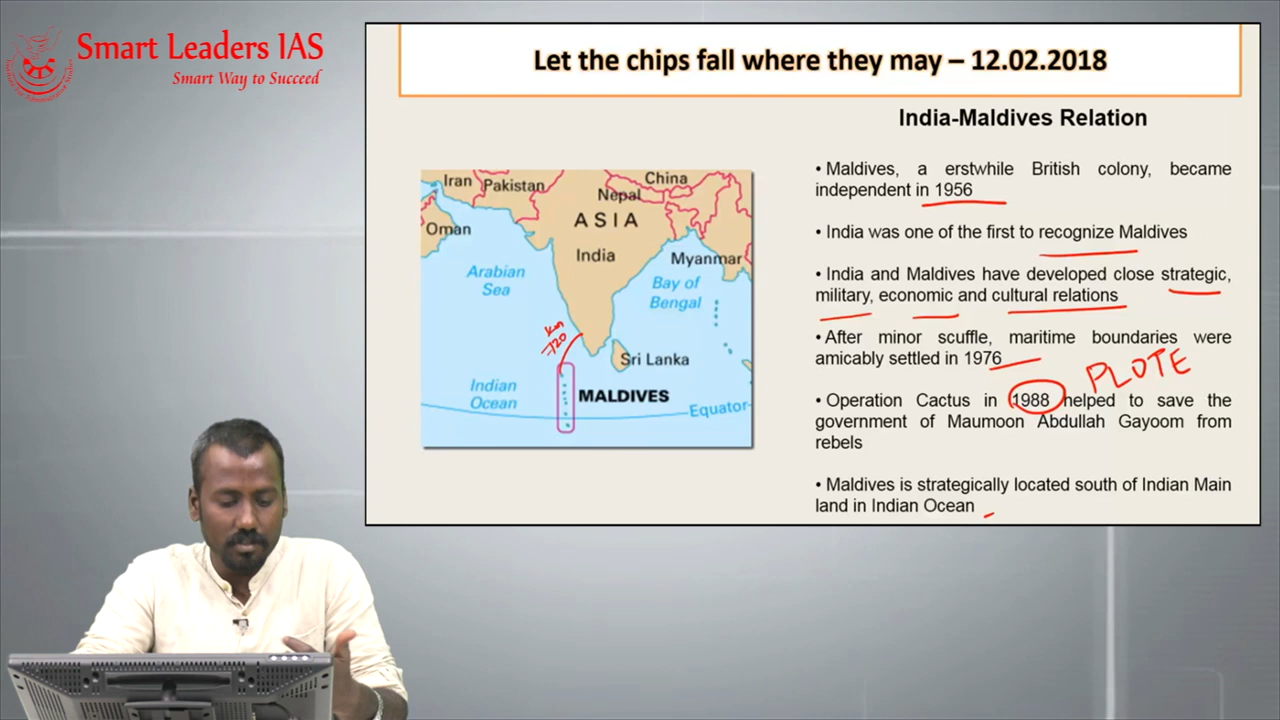 Smart Leaders IAS
Smart Way to Succeed
Let the chips fall where they may – 12.02.2018
India-Maldives Relation
• Maldives, a erstwhile British colony, became
independent in 1956
• India was one of the first to recognize Maldives
• India and Maldives have developed close strategic,
military, economic and cultural relations
• After minor scuffle, maritime boundaries were
amicably settled in 1976
PLOTE
• Operation Cactus in 1988 helped to save the
government of Maumoon Abdullah Gayoom from
rebels
• Maldives is strategically located south of Indian Main
land in Indian Ocean
Iran
Pakistan
China
Nepal
ASIA
Oman
India
Myanmar
Arabian
Sea
Bay of
Bengal
km
720
Sri Lanka
Indian
Ocean
MALDIVES
Equator